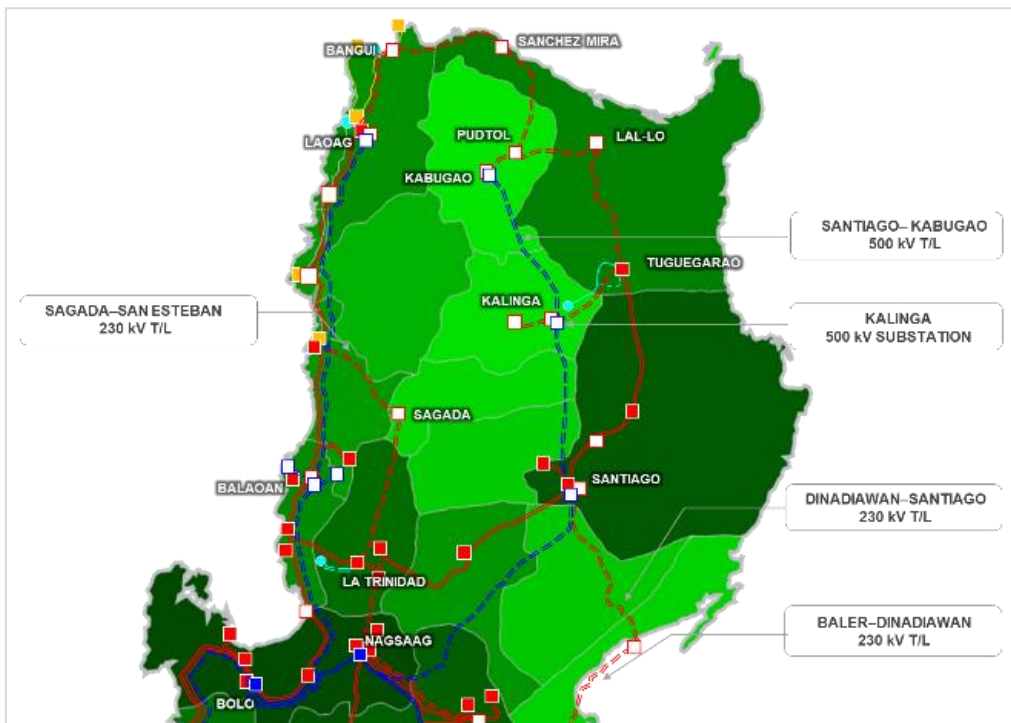 BANGUI
SANCHEZ MIRA
PUDTOL
LAL-LO
LAOAG
KABUGAO
SANTIAGO– KABUGAO
500 kV T/L
TUGUEGARAO
KALINGA
SAGADA–SAN ESTEBAN
230 kV T/L
KALINGA
500 kV SUBSTATION
SAGADA
SANTIAGO
BALAOAN
DINADIAWAN–SANTIAGO
230 kV T/L
LA TRINIDAD
BALER–DINADIAWAN
230 kV T/L
NAGSAAG
BOLO